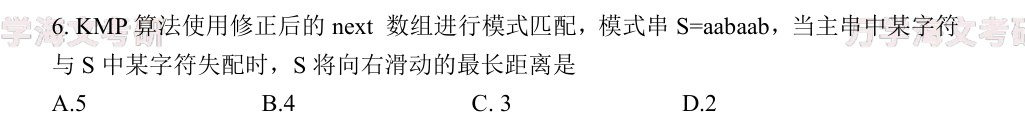 6. KMP 算法使用修正后的 next 数组进行模式匹配，模式串 S=aabaab，当主串中某字符
与 S 中某字符失配时，S 将向右滑动的最长距离是
A.5 B.4 C. 3 D.2